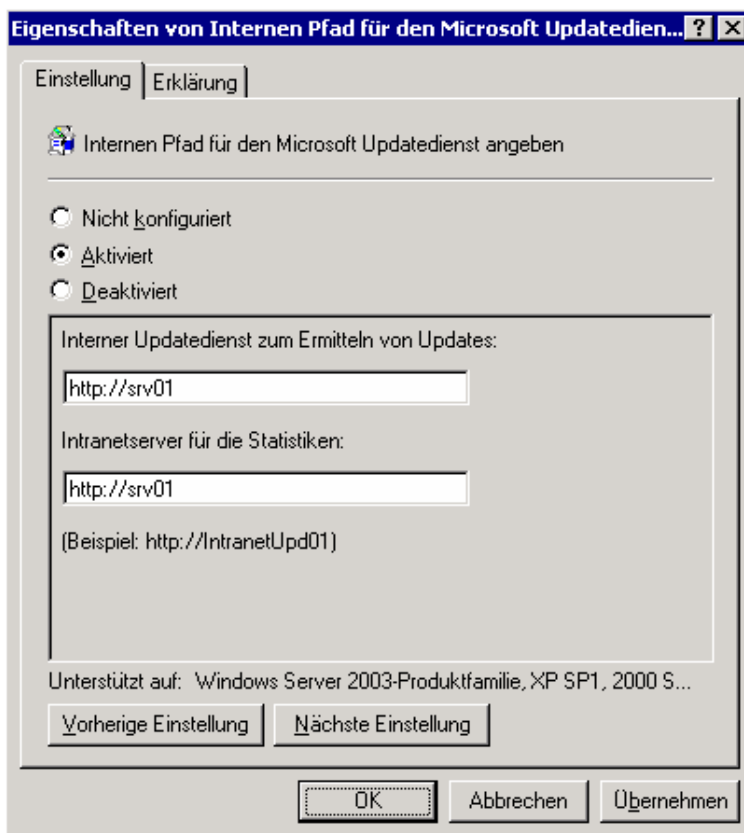 Eigenschaften von Internen Pfad für den Microsoft Updatedien...
Einstellung
Erklärung
Internen Pfad für den Microsoft Updatedienst angeben
Nicht konfiguriert
Aktiviert
Deaktiviert
Interner Updatedienst zum Ermitteln von Updates:
http://srv01
Intranetserver für die Statistiken:
http://srv01
(Beispiel: http://IntranetUpd01)
Unterstützt auf: Windows Server 2003-Produktfamilie, XP SP1, 2000 S...
Vorherige Einstellung
Nächste Einstellung
OK
Abbrechen
Übernehmen